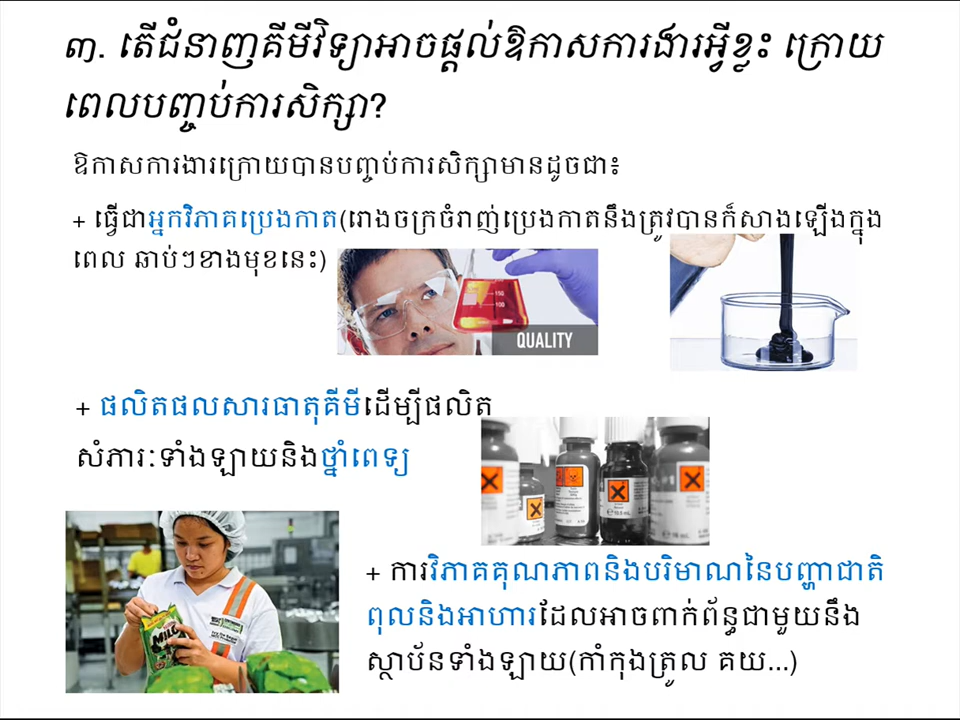 ៣. តើជំនាញគីមីវិទ្យាអាចផ្តល់ឱកាសការងារអ្វីខ្លះ ក្រោយ
ពេលបញ្ចប់ការសិក្សា?
ឱកាសការងារក្រោយបានបញ្ចប់ការសិក្សាមានដូចជា៖
+ ធ្វើជាអ្នកវិភាគប្រេងកាត(រោងចក្រចំរាញ់ប្រេងកាតនឹងត្រូវបានក៏សាងឡើងក្នុង
ពេល ឆាប់ៗខាងមុខនេះ)
150
100
QUALITY
+ ផលិតផលសារធាតុគីមីដើម្បីផលិត
សំភារៈទាំងឡាយនិងថ្នាំពេទ្យ
MILO
+ ការវិភាគគុណភាពនិងបរិមាណនៃបញ្ហាជាតិ
ពុលនិងអាហារដែលអាចពាក់ព័ន្ធជាមួយនឹង
ស្ថាប័នទាំងឡាយ(កាំកុងត្រូល គយ...)